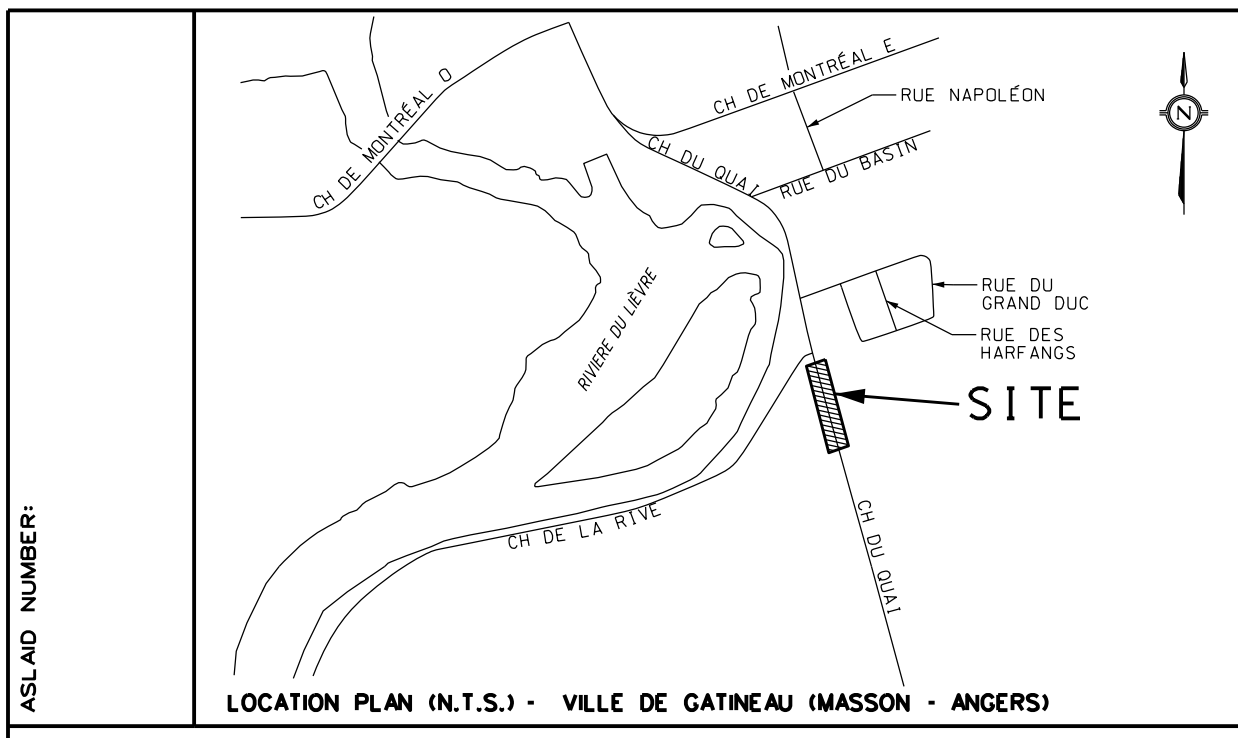 CH DE MONTRÉAL O
CH DE MONTRÉAL E
RUE NAPOLÉON
N
CH DU QUAI
RUE DU BASIN
RIVIERE DU LIÈVRE
RUE DU
GRAND DUC
RUE DES
HARFANGS
SITE
CH DE LA RIVE
CH DU QUAI
ASLAID NUMBER:
LOCATION PLAN (N.T.S.) - VILLE DE GATINEAU (MASSON - ANGERS)